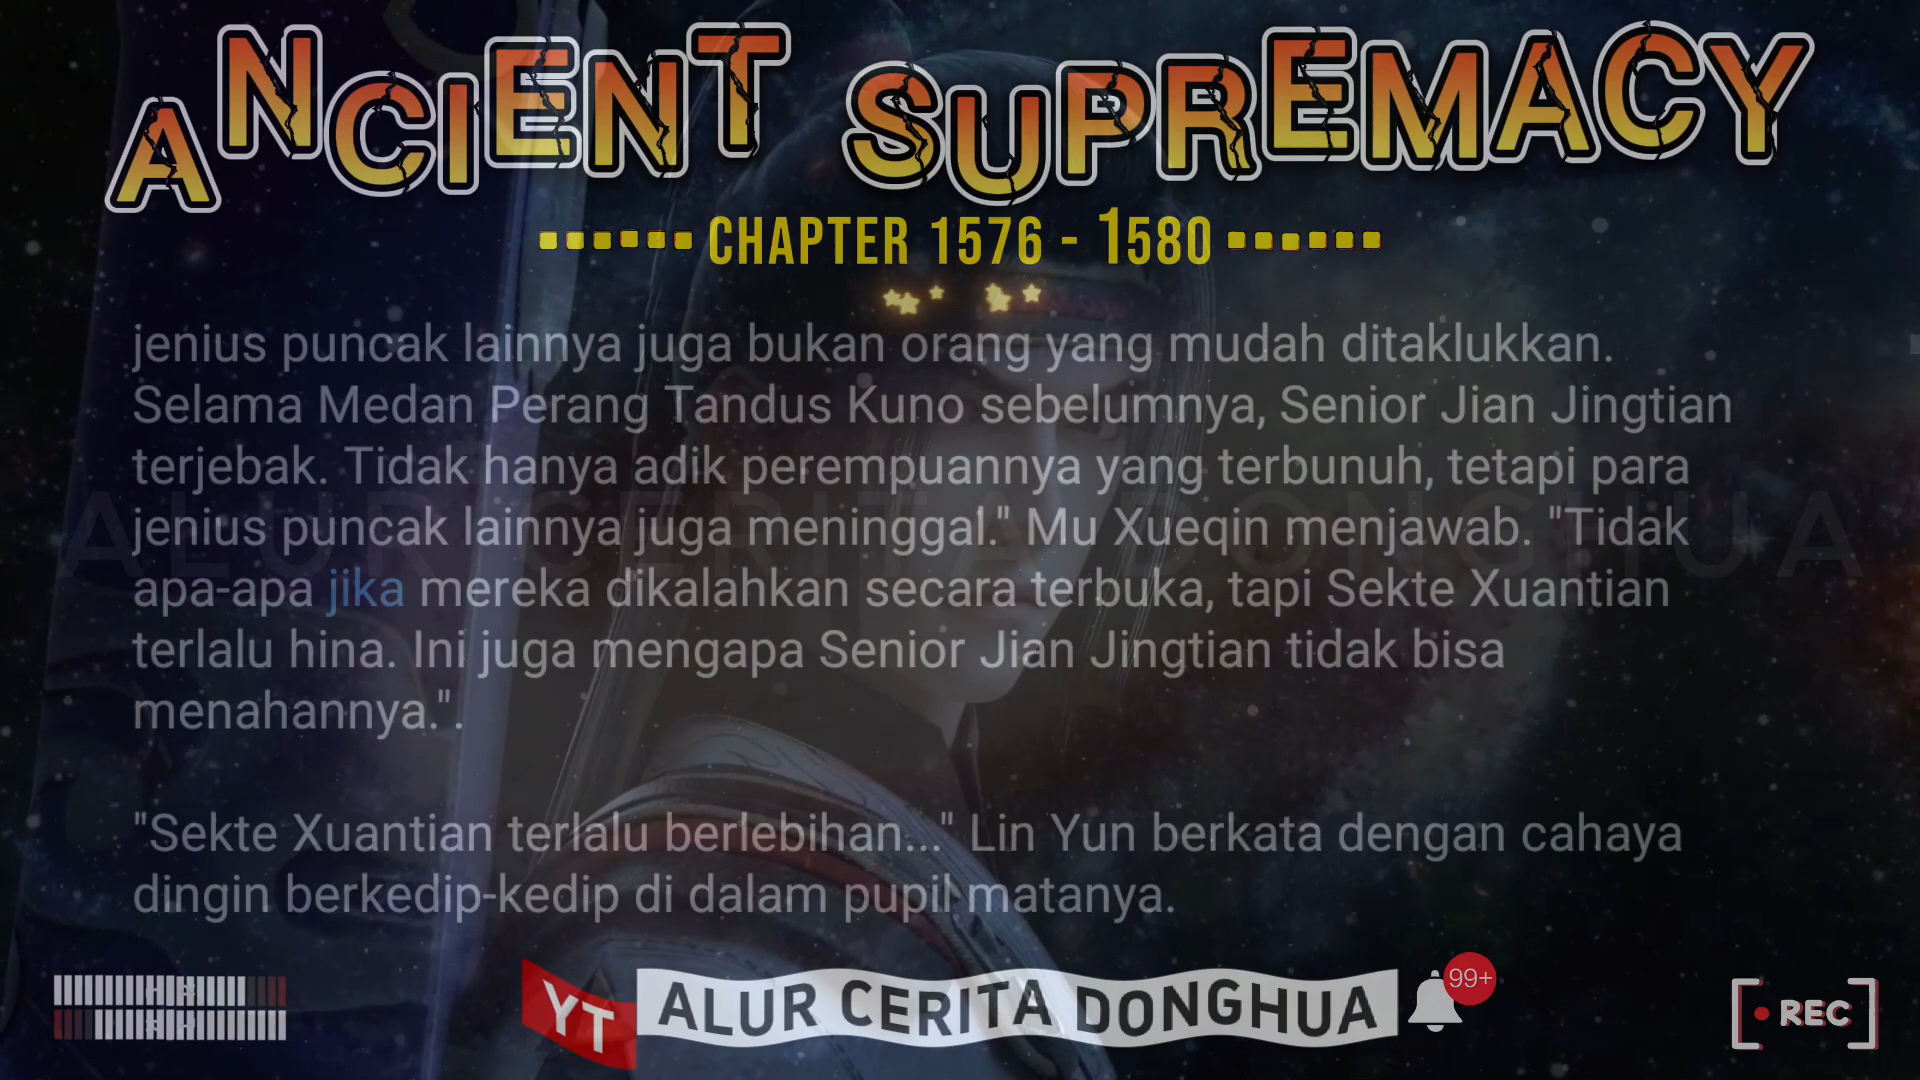 ANCIENT SUPREMACY
CHAPTER 1576 - 1580
jenius puncak lainnya juga bukan orang yang mudah ditaklukkan.
Selama Medan Perang Tandus Kuno sebelumnya, Senior Jian Jingtian
terjebak. Tidak hanya adik perempuannya yang terbunuh, tetapi para
jenius puncak lainnya juga meninggal." Mu Xueqin menjawab. "Tidak
apa-apa jika mereka dikalahkan secara terbuka, tapi Sekte Xuantian
terlalu hina. Ini juga mengapa Senior Jian Jingtian tidak bisa
menahannya.".
"Sekte Xuantian terlalu berlebihan..." Lin Yun berkata dengan cahaya
dingin berkedip-kedip di dalam pupil matanya.
ALUR CERITA DONGHUA
YT ALUR CERITA DONGHUA 99+
REC